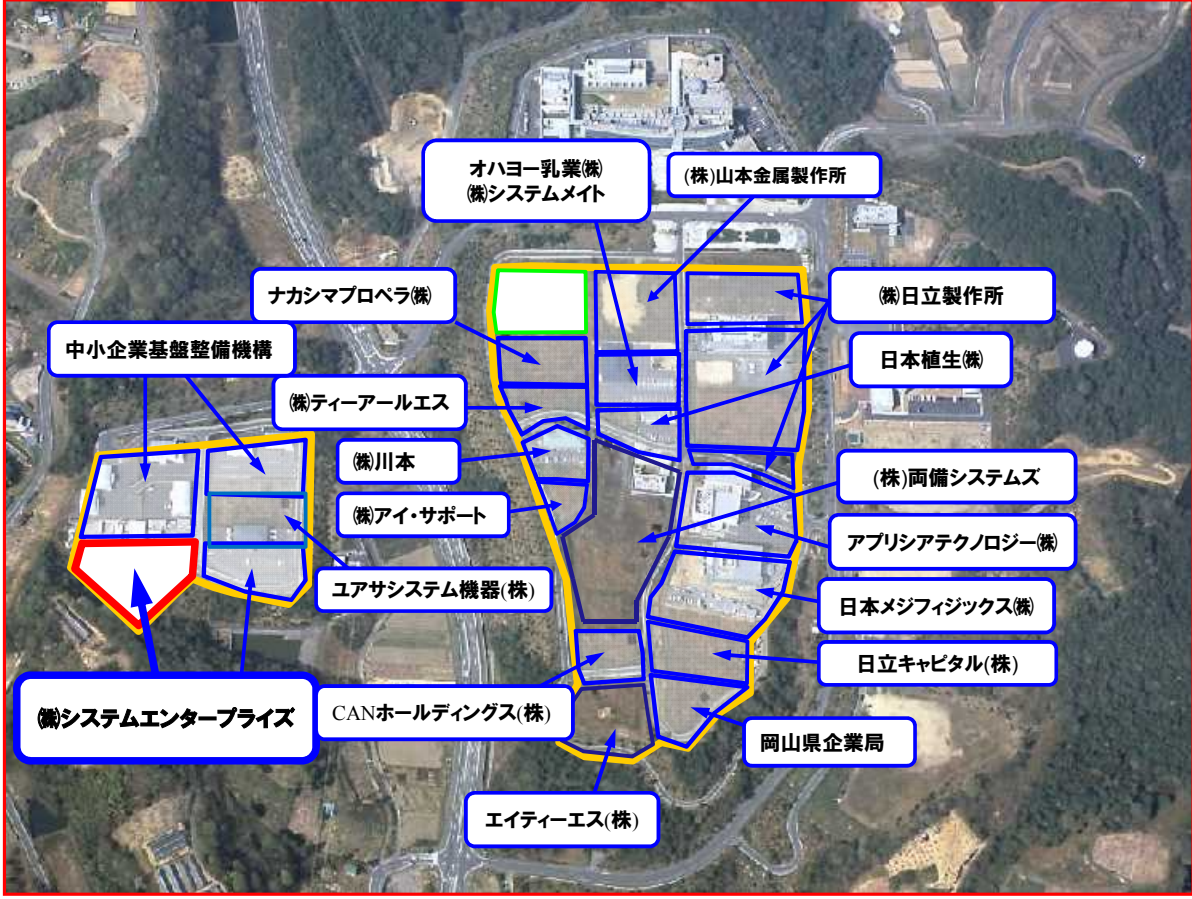 オハヨー乳業㈱
㈱システムメイト
(株)山本金属製作所
ナカシマプロペラ㈱
㈱日立製作所
中小企業基盤整備機構
日本植生㈱
㈱ティーアールエス
㈱川本
(株)両備システムズ
㈱アイ・サポート
アプリシアテクノロジー㈱
ユアサシステム機器(株)
日本メジフィジックス㈱
日立キャピタル(株)
㈱システムエンタープライズ
CANホールディングス(株)
岡山県企業局
エイティーエス(株)